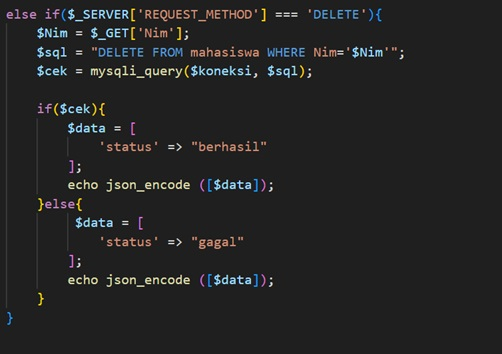 else if($_SERVER['REQUEST_METHOD'] === 'DELETE'){
$Nim = $_GET['Nim'];
$sql = "DELETE FROM mahasiswa WHERE Nim='$Nim'";
$cek = mysqli_query($koneksi, $sql);
if($cek){
$data = [
'status' => "berhasil"
];
echo json_encode ([$data]);
}else{
$data = [
'status' => "gagal"
];
echo json_encode ([$data]);
}
}